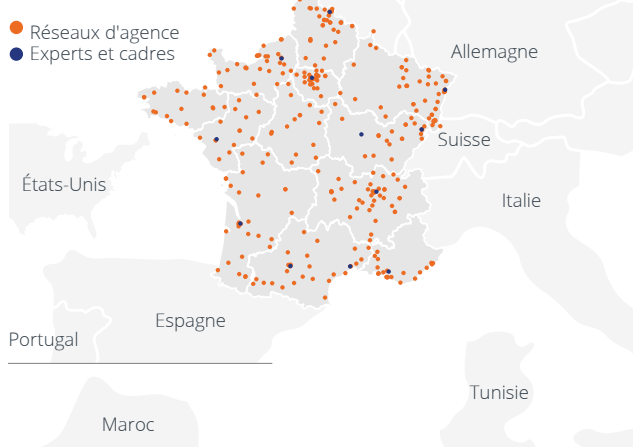 Réseaux d'agence
Experts et cadres
Allemagne
Suisse
États-Unis
Italie
Espagne
Portugal
Tunisie
Maroc